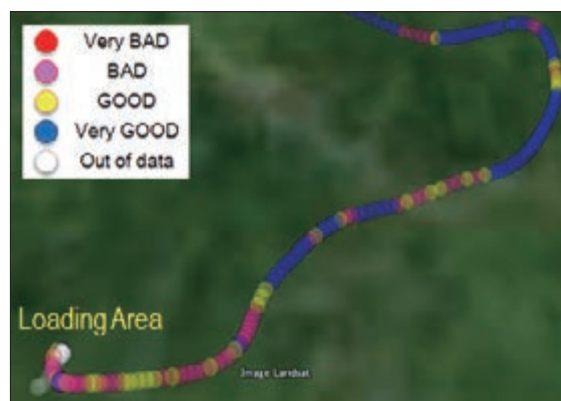 Very BAD
BAD
GOOD
Very GOOD
Out of data
Loading Area
Image Landsat